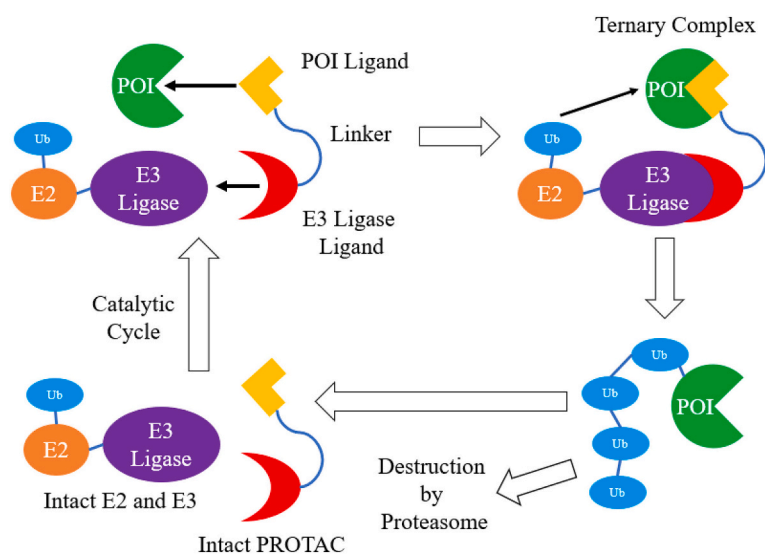 POI
POI Ligand
Ub
Linker
E2
E3
Ligase
E3 Ligase
Ligand
Ternary Complex
POI
Ub
E2
E3
Ligase
Catalytic
Cycle
Ub
E2
E3
Ligase
Intact E2 and E3
Intact PROTAC
Ub
Ub
POI
Ub
Ub
Destruction
by
Proteasome